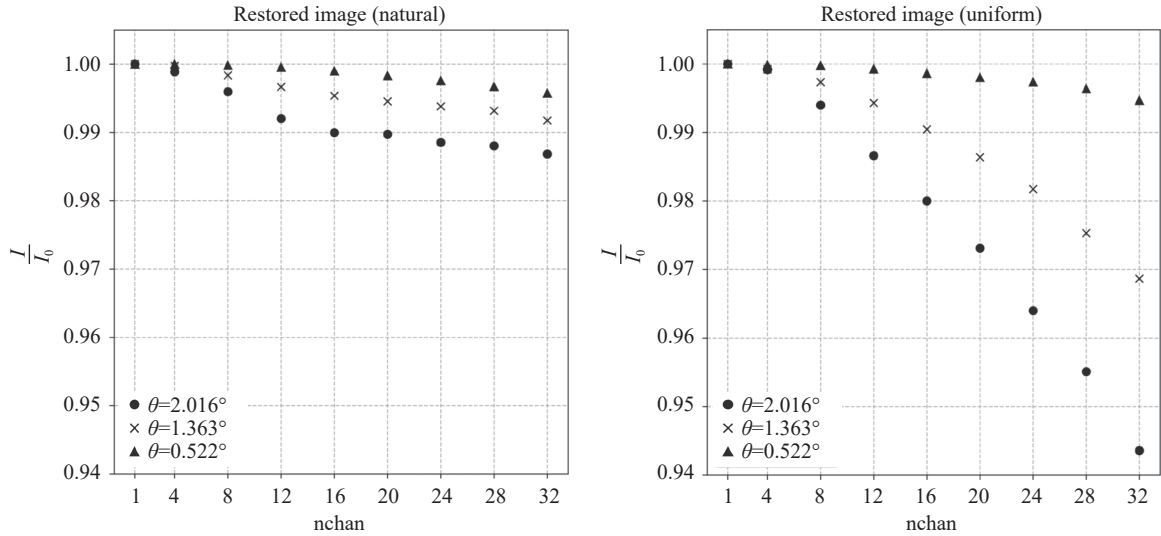 Restored image (natural)
1.00
0.99
0.98
0.97
0.96
0.95
0.94
I
I0
● θ=2.016°
× θ=1.363°
▲ θ=0.522°
1 4 8 12 16 20 24 28 32
nchan
Restored image (uniform)
1.00
0.99
0.98
0.97
0.96
0.95
0.94
I
I0
● θ=2.016°
× θ=1.363°
▲ θ=0.522°
1 4 8 12 16 20 24 28 32
nchan